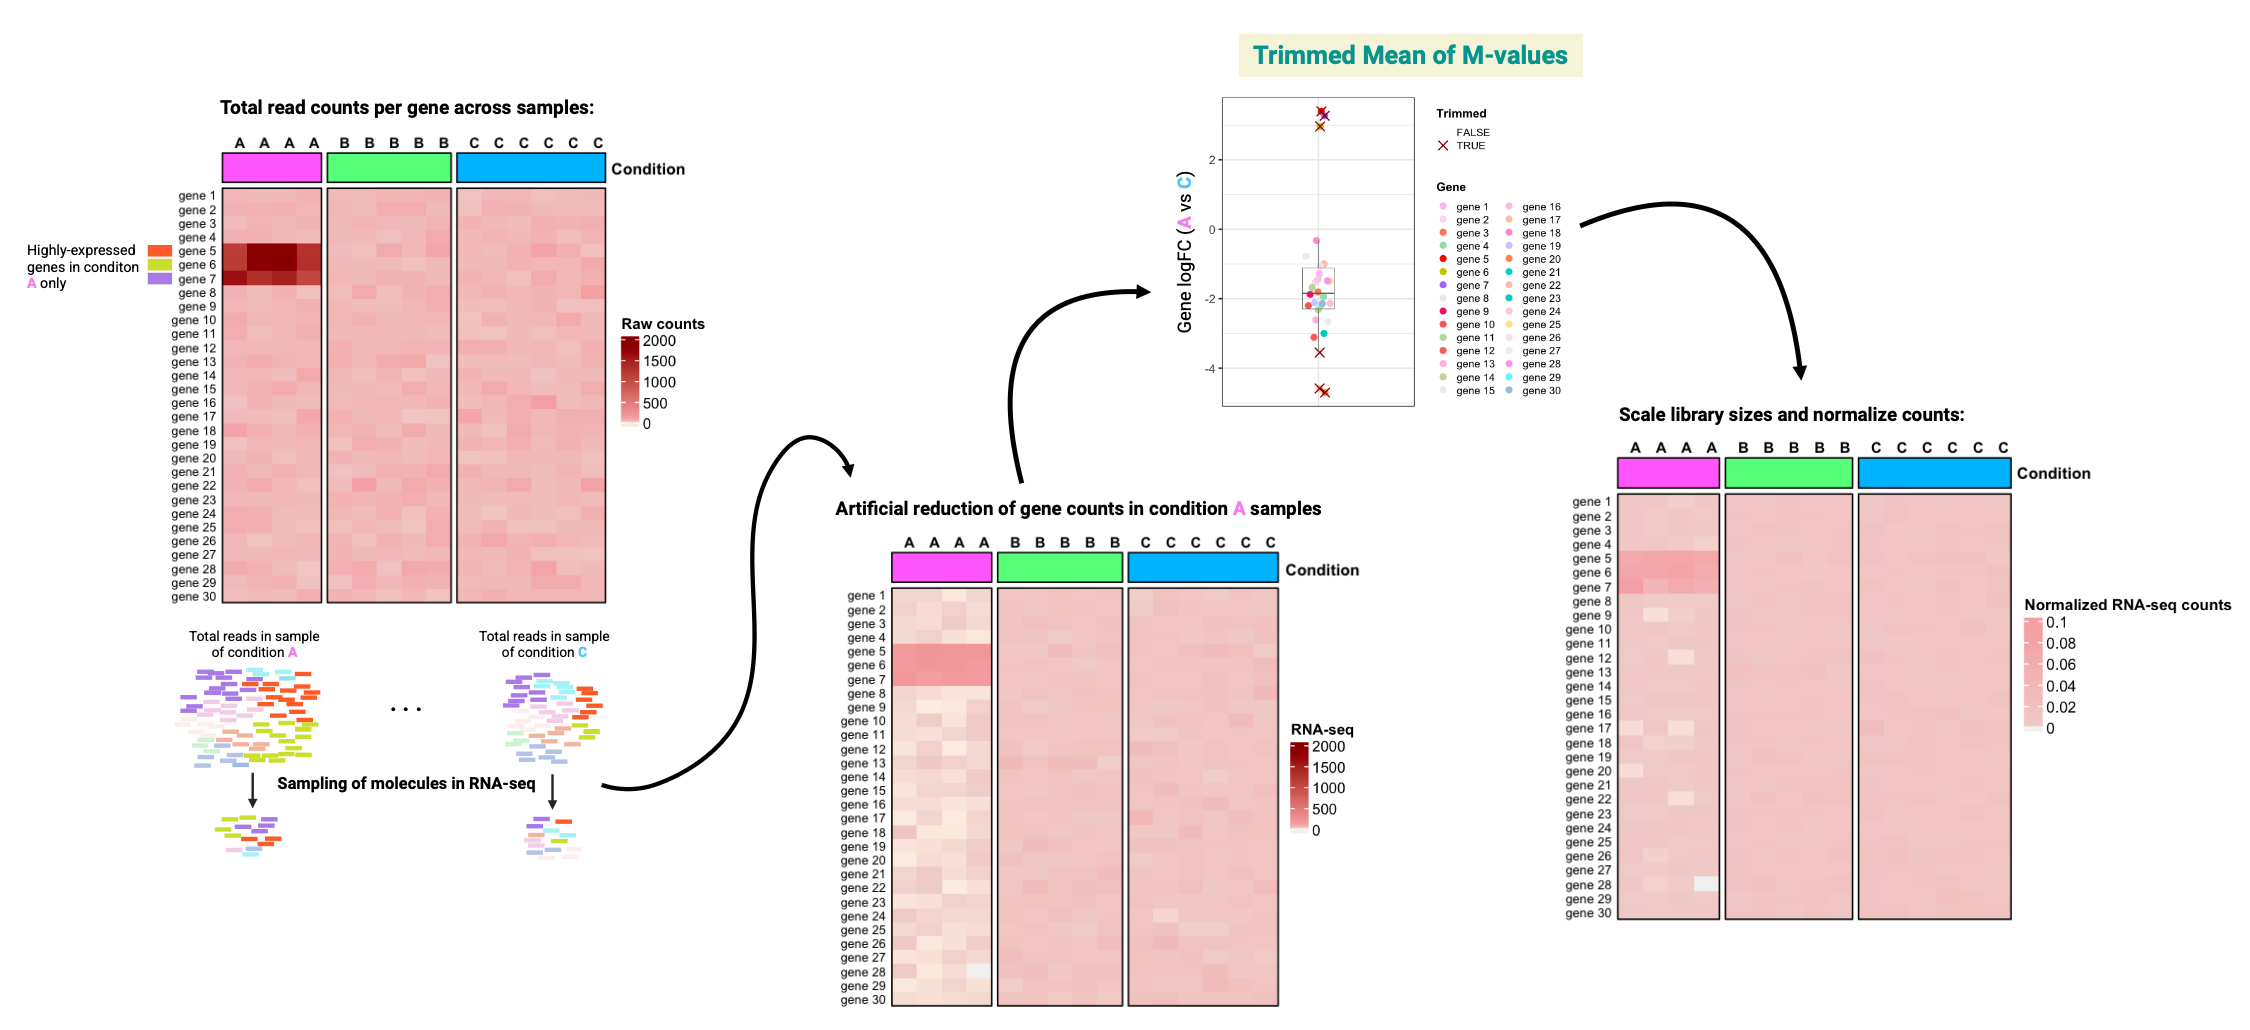 Trimmed Mean of M-values
Total read counts per gene across samples:
A A A A B B B B B C C C C C C
Condition
gene 1
gene 2
gene 3
gene 4
gene 5
gene 6
gene 7
gene 8
gene 9
gene 10
gene 11
gene 12
gene 13
gene 14
gene 15
gene 16
gene 17
gene 18
gene 19
gene 20
gene 21
gene 22
gene 23
gene 24
gene 25
gene 26
gene 27
gene 28
gene 29
gene 30
Highly-expressed
genes in conditon
A only
Raw counts
2000
1500
1000
500
0
Total reads in sample
of condition A
Total reads in sample
of condition C
...
Sampling of molecules in RNA-seq
Artificial reduction of gene counts in condition A samples
A A A A B B B B B C C C C C C
Condition
gene 1
gene 2
gene 3
gene 4
gene 5
gene 6
gene 7
gene 8
gene 9
gene 10
gene 11
gene 12
gene 13
gene 14
gene 15
gene 16
gene 17
gene 18
gene 19
gene 20
gene 21
gene 22
gene 23
gene 24
gene 25
gene 26
gene 27
gene 28
gene 29
gene 30
RNA-seq
2000
1500
1000
500
0
Gene logFC (A vs C)
2
0
-2
-4
Trimmed
FALSE
TRUE
Gene
gene 1 gene 16
gene 2 gene 17
gene 3 gene 18
gene 4 gene 19
gene 5 gene 20
gene 6 gene 21
gene 7 gene 22
gene 8 gene 23
gene 9 gene 24
gene 10 gene 25
gene 11 gene 26
gene 12 gene 27
gene 13 gene 28
gene 14 gene 29
gene 15 gene 30
Scale library sizes and normalize counts:
A A A A B B B B B C C C C C C
Condition
gene 1
gene 2
gene 3
gene 4
gene 5
gene 6
gene 7
gene 8
gene 9
gene 10
gene 11
gene 12
gene 13
gene 14
gene 15
gene 16
gene 17
gene 18
gene 19
gene 20
gene 21
gene 22
gene 23
gene 24
gene 25
gene 26
gene 27
gene 28
gene 29
gene 30
Normalized RNA-seq counts
0.1
0.08
0.06
0.04
0.02
0